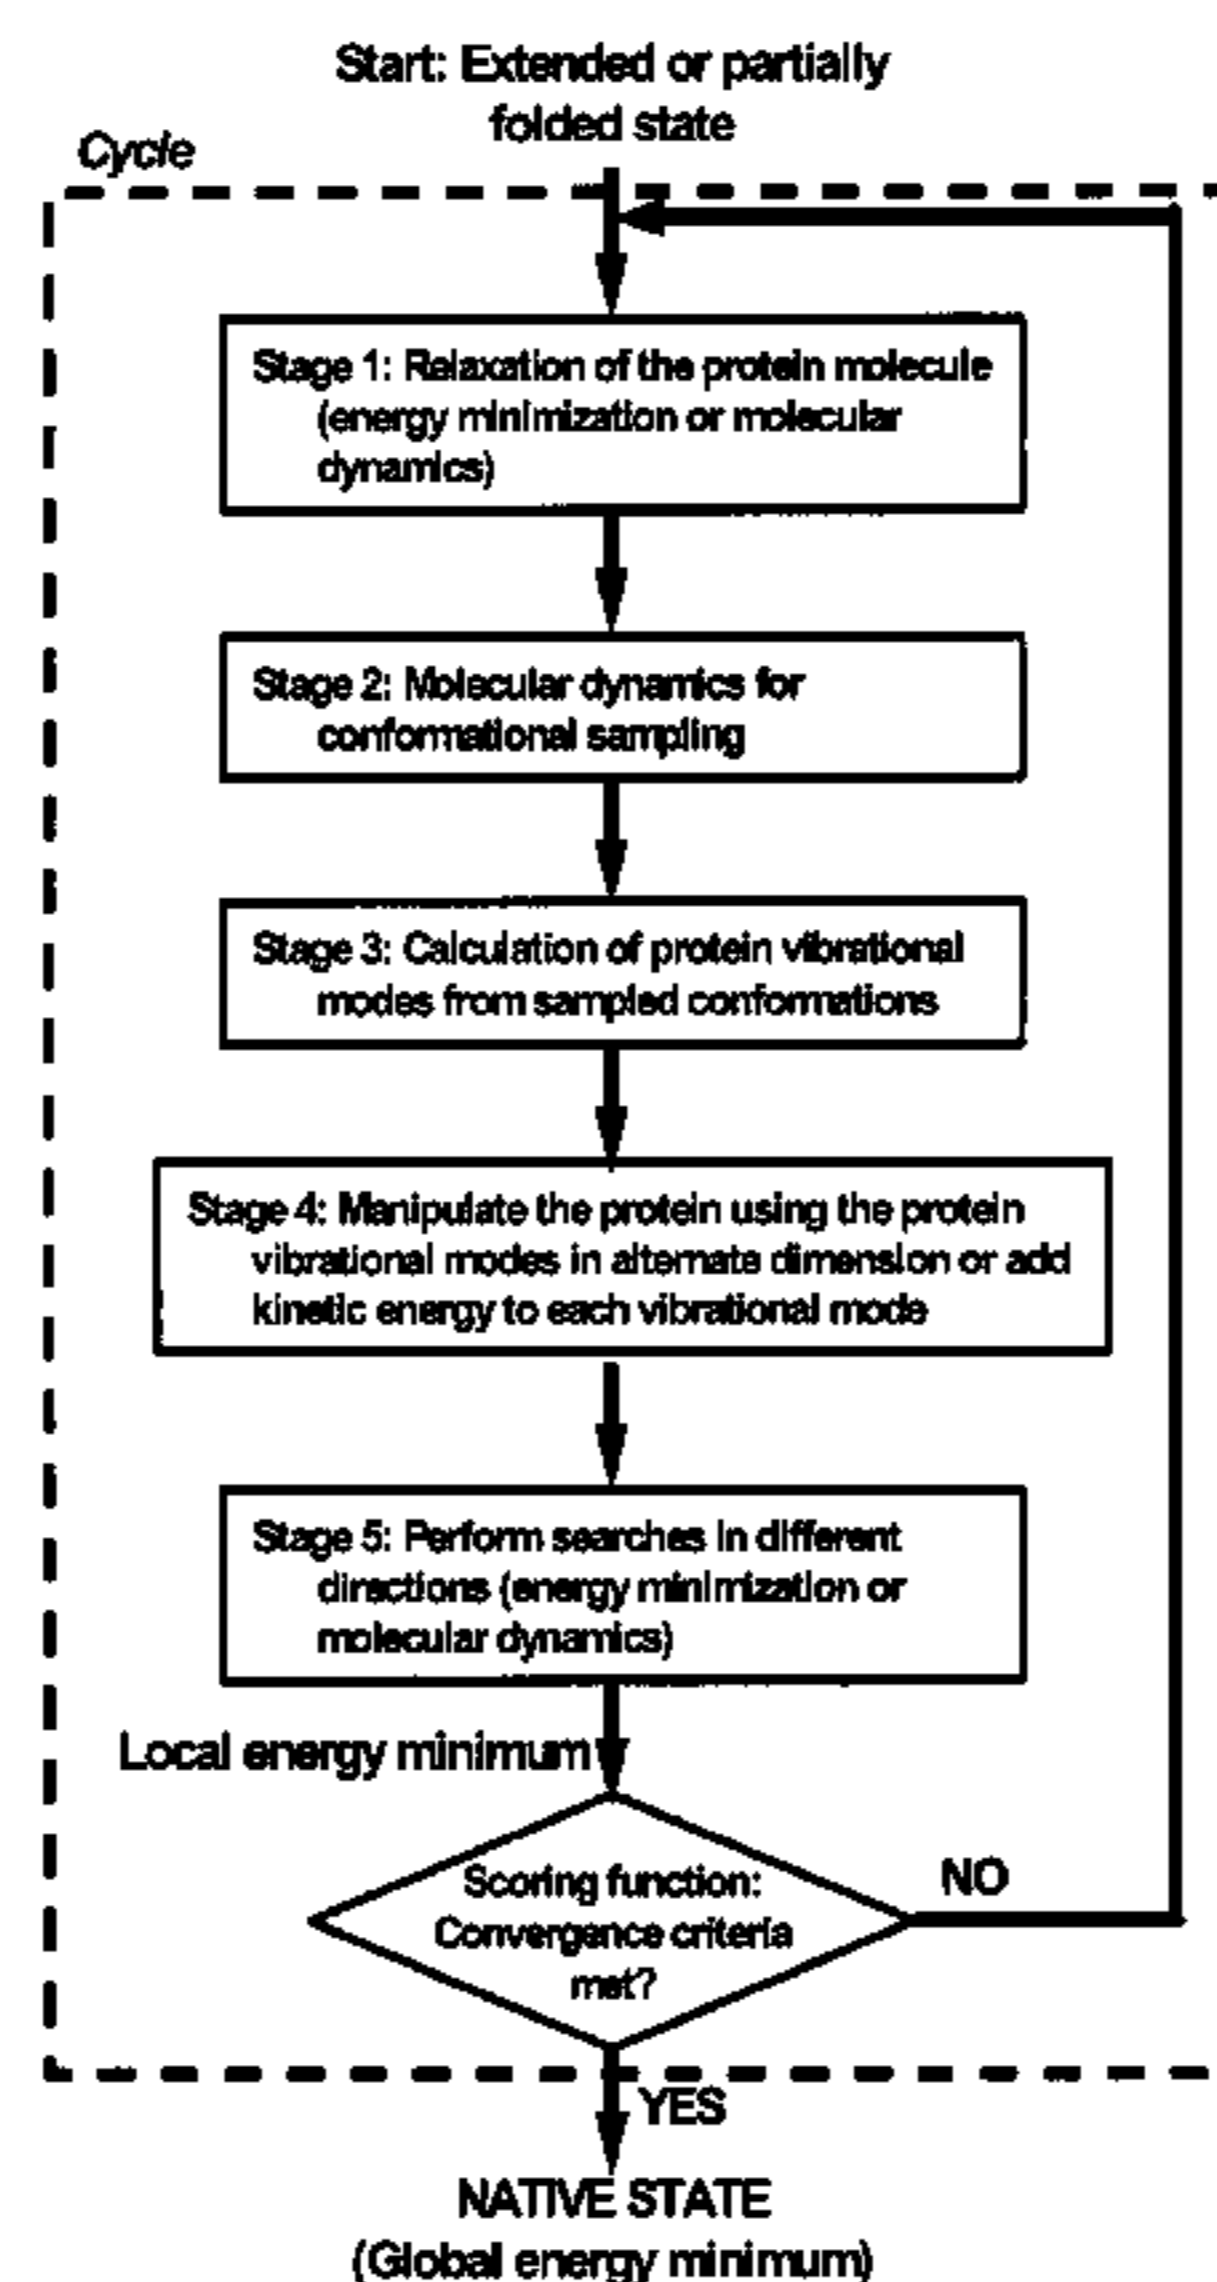 Start: Extended or partially
folded state
Cycle
Stage 1: Relaxation of the protein molecule
(energy minimization or molecular
dynamics)
Stage 2: Molecular dynamics for
conformational sampling
Stage 3: Calculation of protein vibrational
modes from sampled conformations
Stage 4: Manipulate the protein using the protein
vibrational modes in alternate dimension or add
kinetic energy to each vibrational mode
Stage 5: Perform searches in different
directions (energy minimization or
molecular dynamics)
Local energy minimum
Scoring function:
Convergence criteria
met?
NO
YES
NATIVE STATE
(Global energy minimum)